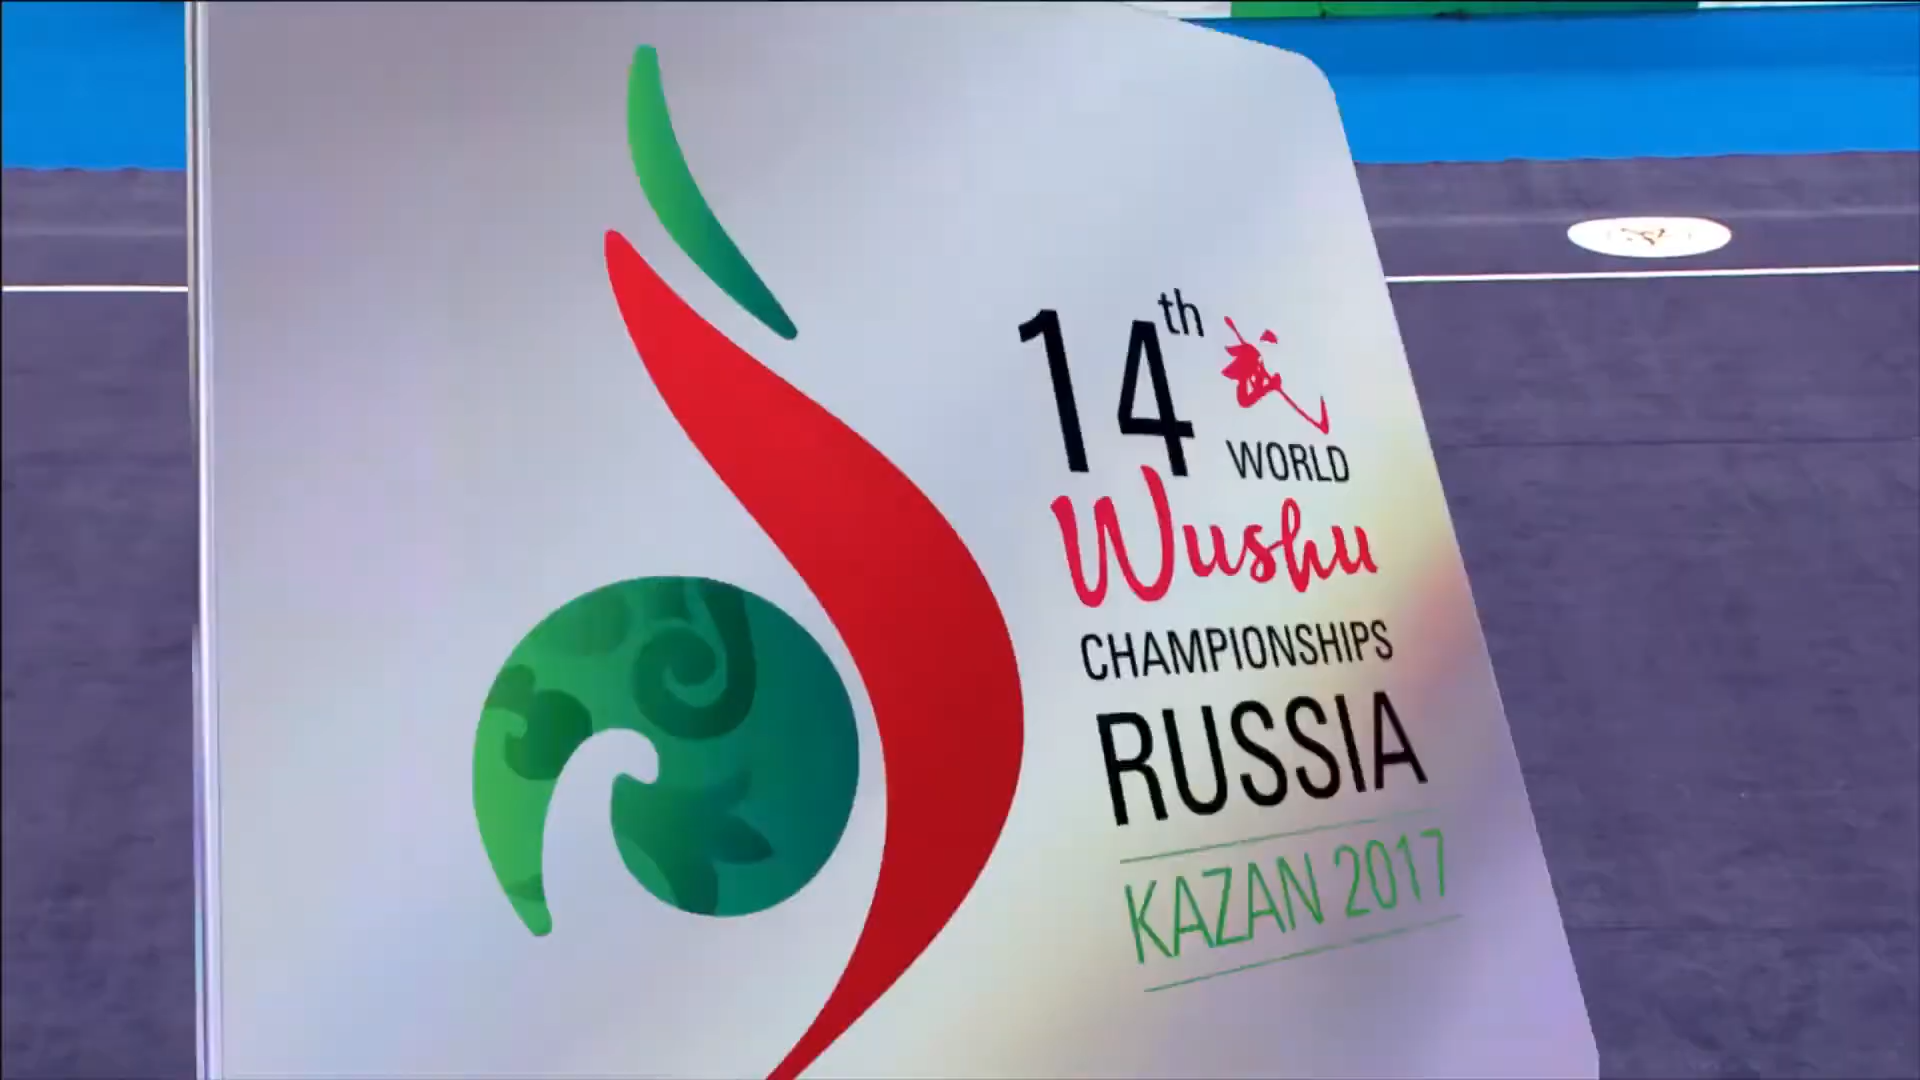 14th 武
WORLD
Wushu
CHAMPIONSHIPS
RUSSIA
KAZAN 2017